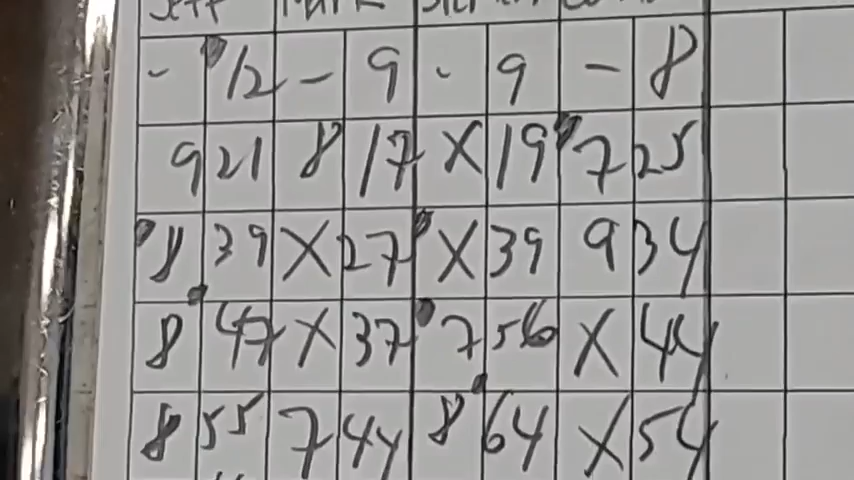 - 12 - 9 - 9 - 8
9 21 8 17 X 19 7 25
8 39 X 27 X 39 9 34
8 47 X 37 7 56 X 44
8 55 7 44 8 64 X 54